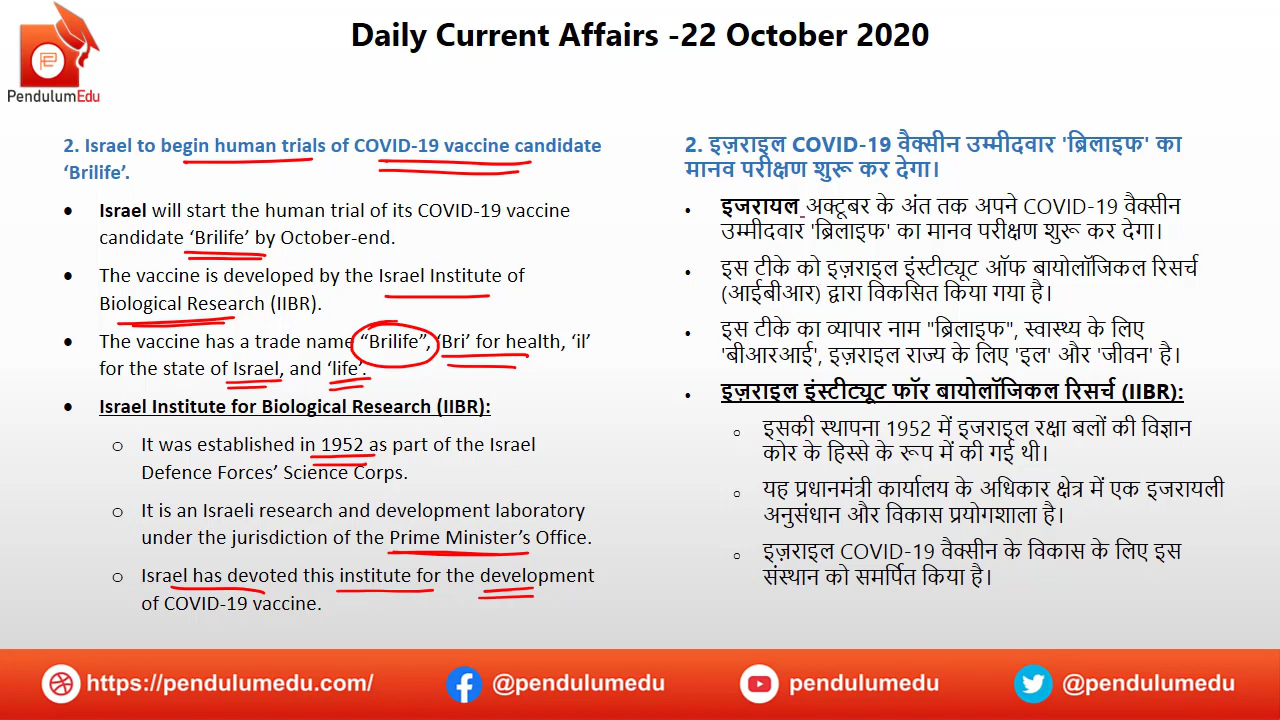 Daily Current Affairs -22 October 2020
PendulumEdu
2. Israel to begin human trials of COVID-19 vaccine candidate
‘Brilife’.
• Israel will start the human trial of its COVID-19 vaccine
candidate ‘Brilife’ by October-end.
• The vaccine is developed by the Israel Institute of
Biological Research (IIBR).
• The vaccine has a trade name “Brilife”, ‘Bri’ for health, ‘il’
for the state of Israel, and ‘life’.
• Israel Institute for Biological Research (IIBR):
o It was established in 1952 as part of the Israel
Defence Forces’ Science Corps.
o It is an Israeli research and development laboratory
under the jurisdiction of the Prime Minister’s Office.
o Israel has devoted this institute for the development
of COVID-19 vaccine.
2. इज़राइल COVID-19 वैक्सीन उम्मीदवार 'ब्रिलाइफ' का
मानव परीक्षण शुरू कर देगा।
• इजरायल अक्टूबर के अंत तक अपने COVID-19 वैक्सीन
उम्मीदवार 'ब्रिलाइफ' का मानव परीक्षण शुरू कर देगा।
• इस टीके को इज़राइल इंस्टीट्यूट ऑफ बायोलॉजिकल रिसर्च
(आईबीआर) द्वारा विकसित किया गया है।
• इस टीके का व्यापार नाम "ब्रिलाइफ", स्वास्थ्य के लिए
'बीआरआई', इज़राइल राज्य के लिए 'इल' और 'जीवन' है।
• इज़राइल इंस्टीट्यूट फॉर बायोलॉजिकल रिसर्च (IIBR):
o इसकी स्थापना 1952 में इजराइल रक्षा बलों की विज्ञान
कोर के हिस्से के रूप में की गई थी।
o यह प्रधानमंत्री कार्यालय के अधिकार क्षेत्र में एक इजरायली
अनुसंधान और विकास प्रयोगशाला है।
o इज़राइल COVID-19 वैक्सीन के विकास के लिए इस
संस्थान को समर्पित किया है।
https://pendulumedu.com/
@pendulumedu
pendulumedu
@pendulumedu